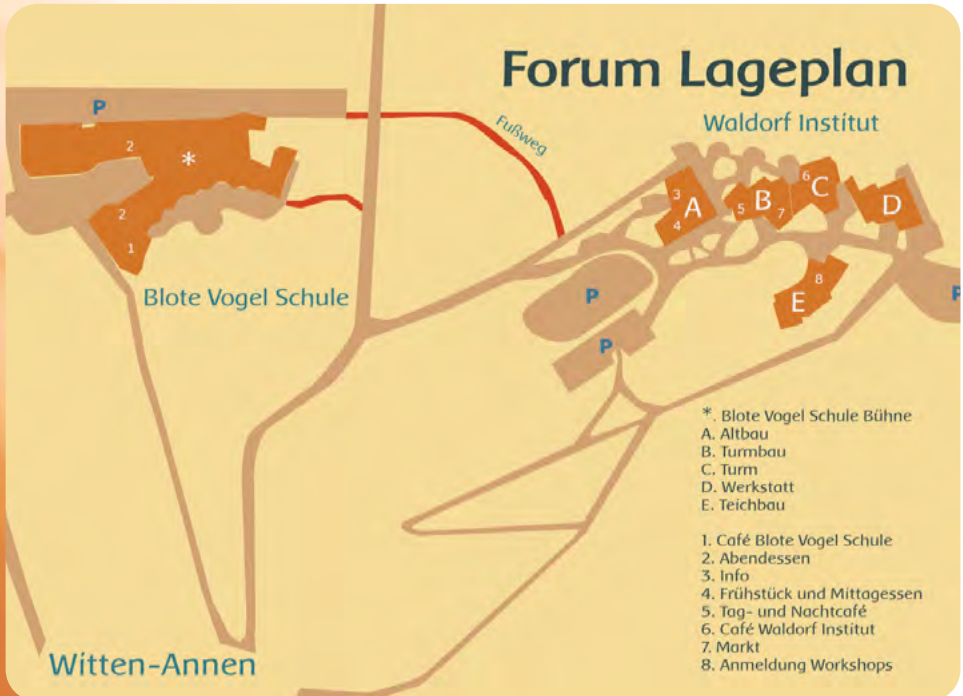 Forum Lageplan
Waldorf Institut
P
Fußweg
2
*
2
1
Blote Vogel Schule
3
A
4
5
B
7
6
C
D
8
E
P
P
P
*. Blote Vogel Schule Bühne
A. Altbau
B. Turmbau
C. Turm
D. Werkstatt
E. Teichbau
1. Café Blote Vogel Schule
2. Abendessen
3. Info
4. Frühstück und Mittagessen
5. Tag- und Nachtcafé
6. Café Waldorf Institut
7. Markt
8. Anmeldung Workshops
Witten-Annen